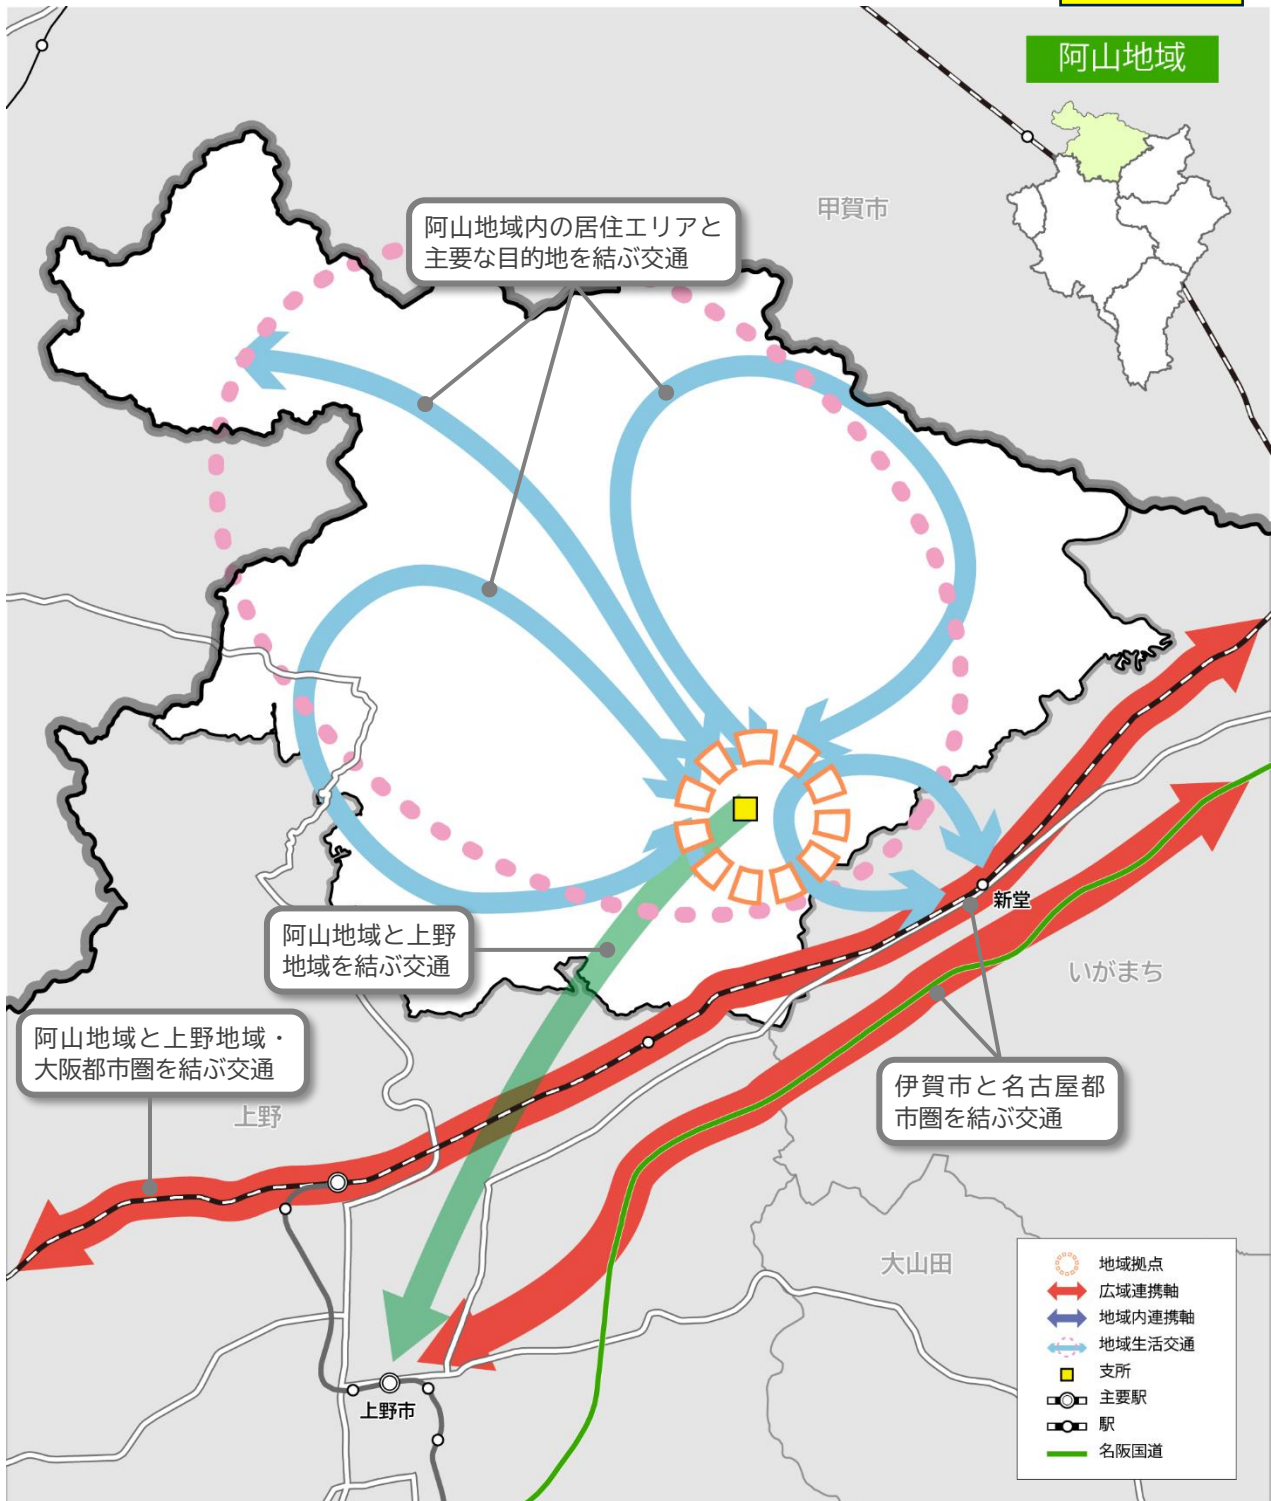 阿山地域
甲賀市
阿山地域内の居住エリアと
主要な目的地を結ぶ交通
新堂
いがまち
阿山地域と上野
地域を結ぶ交通
阿山地域と上野地域・
大阪都市圏を結ぶ交通
上野
伊賀市と名古屋都
市圏を結ぶ交通
大山田
上野市
地域拠点
広域連携軸
地域内連携軸
地域生活交通
支所
主要駅
駅
名阪国道